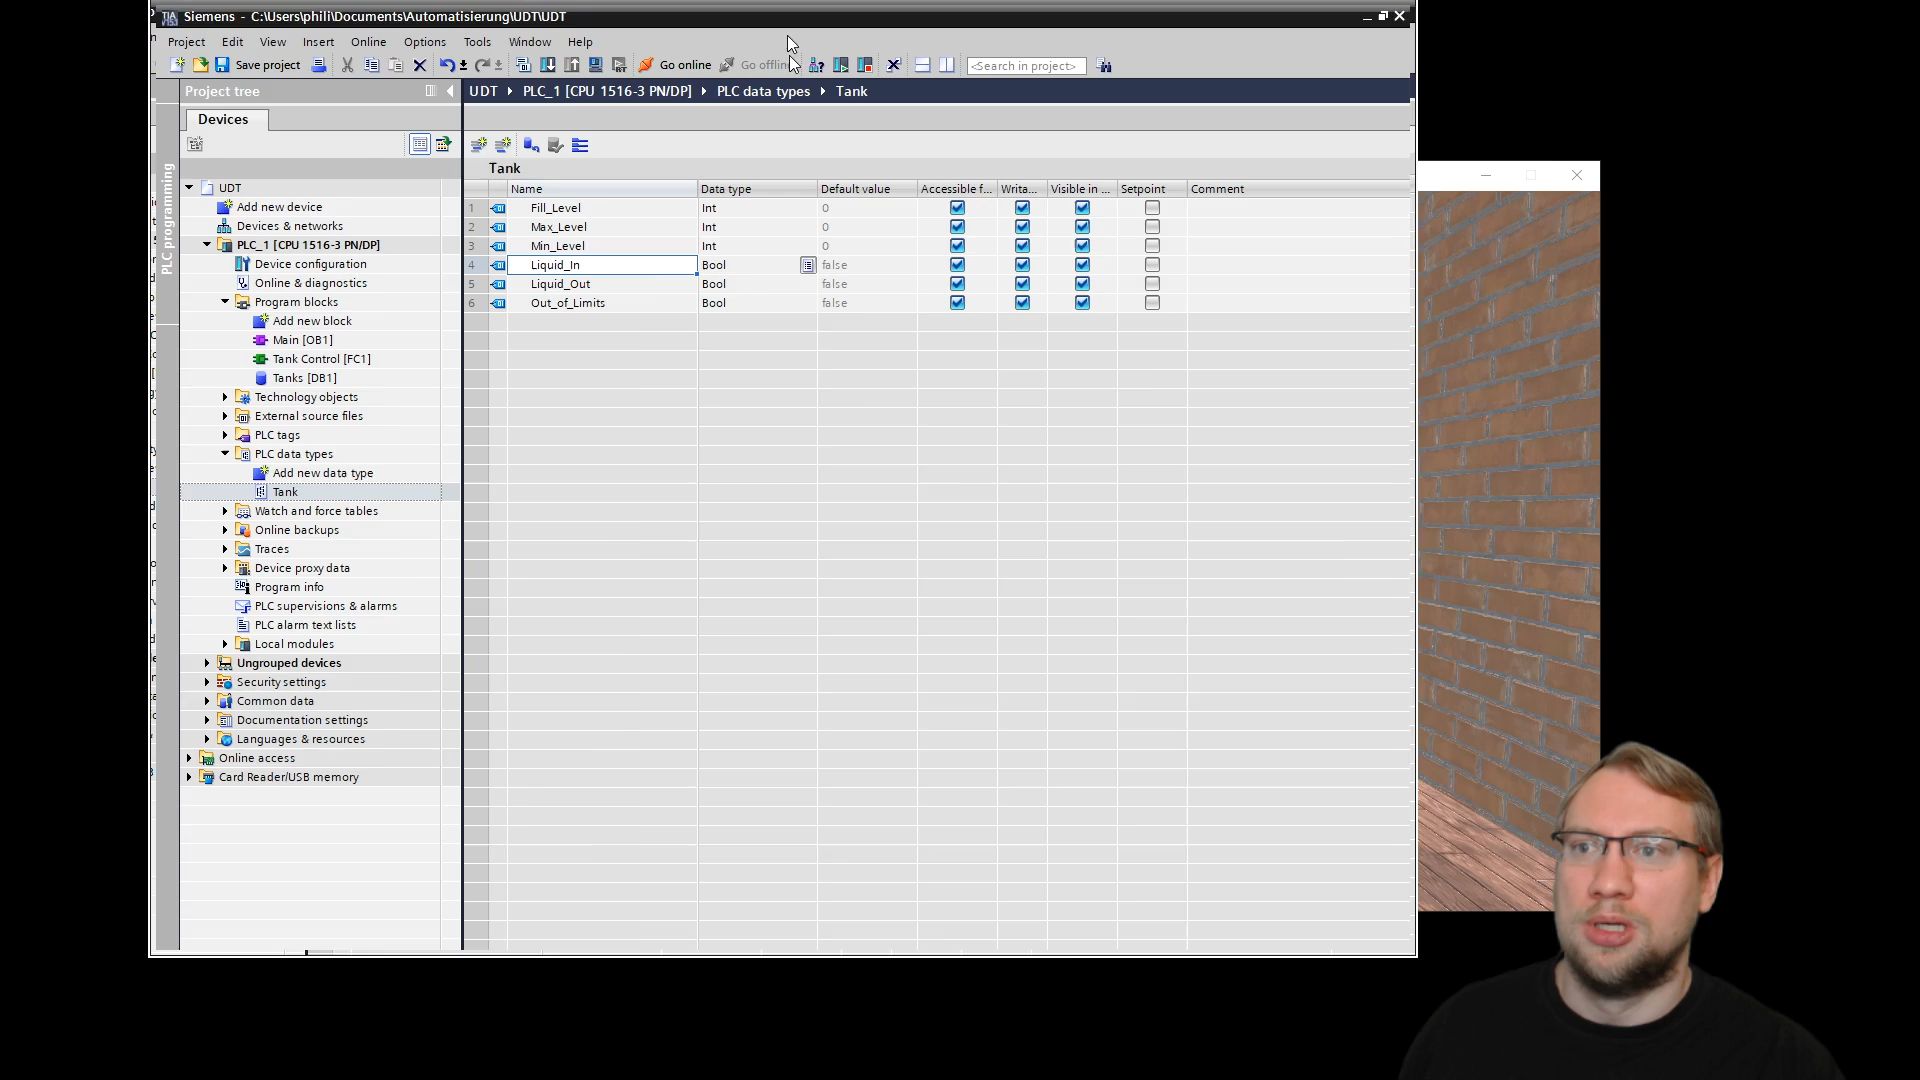 Siemens - C:\Users\phili\Documents\Automatisierung\UDT\UDT
Project Edit View Insert Online Options Tools Window Help
Save project Go online Go offline <Search in project>
Project tree
UDT PLC_1 [CPU 1516-3 PN/DP] PLC data types Tank
Devices
PLC programming
Tank
Name Data type Default value Accessible f... Writa... Visible in ... Setpoint Comment
1 Fill_Level Int 0
2 Max_Level Int 0
3 Min_Level Int 0
4 Liquid_In Bool false
5 Liquid_Out Bool false
6 Out_of_Limits Bool false
UDT
Add new device
Devices & networks
PLC_1 [CPU 1516-3 PN/DP]
Device configuration
Online & diagnostics
Program blocks
Add new block
Main [OB1]
Tank Control [FC1]
Tanks [DB1]
Technology objects
External source files
PLC tags
PLC data types
Add new data type
Tank
Watch and force tables
Online backups
Traces
Device proxy data
Program info
PLC supervisions & alarms
PLC alarm text lists
Local modules
Ungrouped devices
Security settings
Common data
Documentation settings
Languages & resources
Online access
Card Reader/USB memory